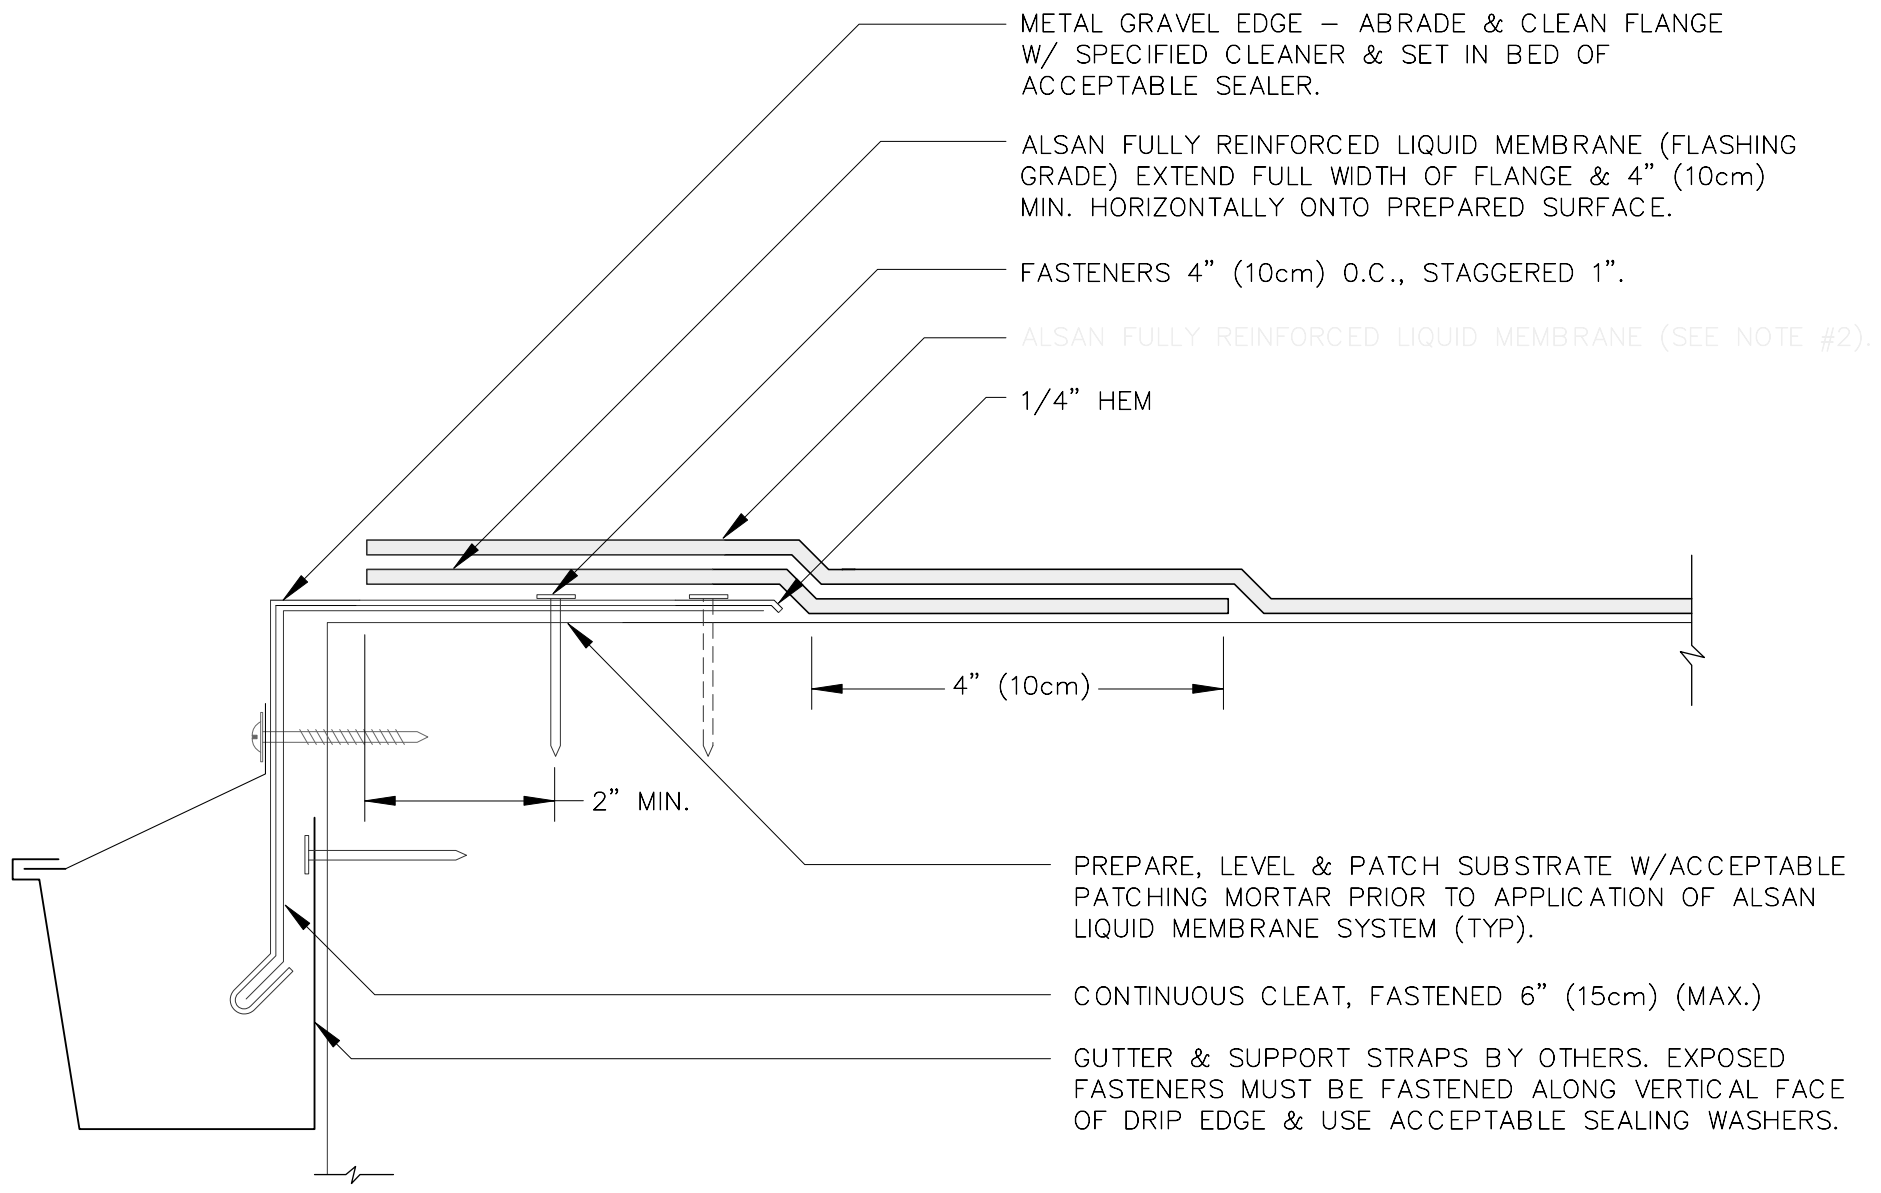 METAL GRAVEL EDGE – ABRADE & CLEAN FLANGE
W/ SPECIFIED CLEANER & SET IN BED OF
ACCEPTABLE SEALER.
ALSAN FULLY REINFORCED LIQUID MEMBRANE (FLASHING
GRADE) EXTEND FULL WIDTH OF FLANGE & 4” (10cm)
MIN. HORIZONTALLY ONTO PREPARED SURFACE.
FASTENERS 4” (10cm) O.C., STAGGERED 1”.
ALSAN FULLY REINFORCED LIQUID MEMBRANE (SEE NOTE #2).
1/4” HEM
4” (10cm)
2” MIN.
PREPARE, LEVEL & PATCH SUBSTRATE W/ACCEPTABLE
PATCHING MORTAR PRIOR TO APPLICATION OF ALSAN
LIQUID MEMBRANE SYSTEM (TYP).
CONTINUOUS CLEAT, FASTENED 6” (15cm) (MAX.)
GUTTER & SUPPORT STRAPS BY OTHERS. EXPOSED
FASTENERS MUST BE FASTENED ALONG VERTICAL FACE
OF DRIP EDGE & USE ACCEPTABLE SEALING WASHERS.